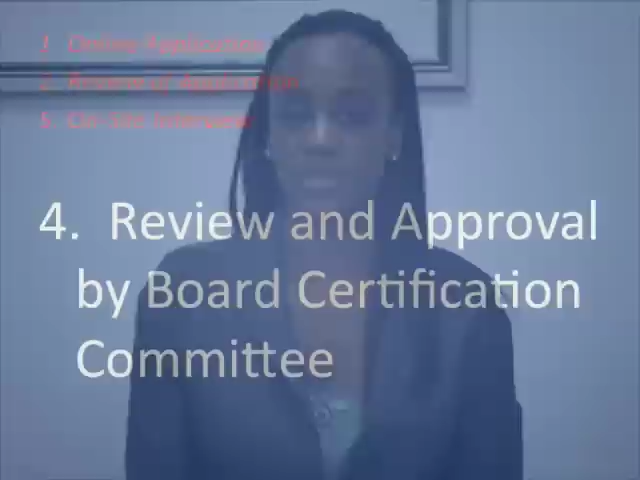 1. Online Application
2. Review of Application
3. On-Site Interview
4. Review and Approval
by Board Certification
Committee